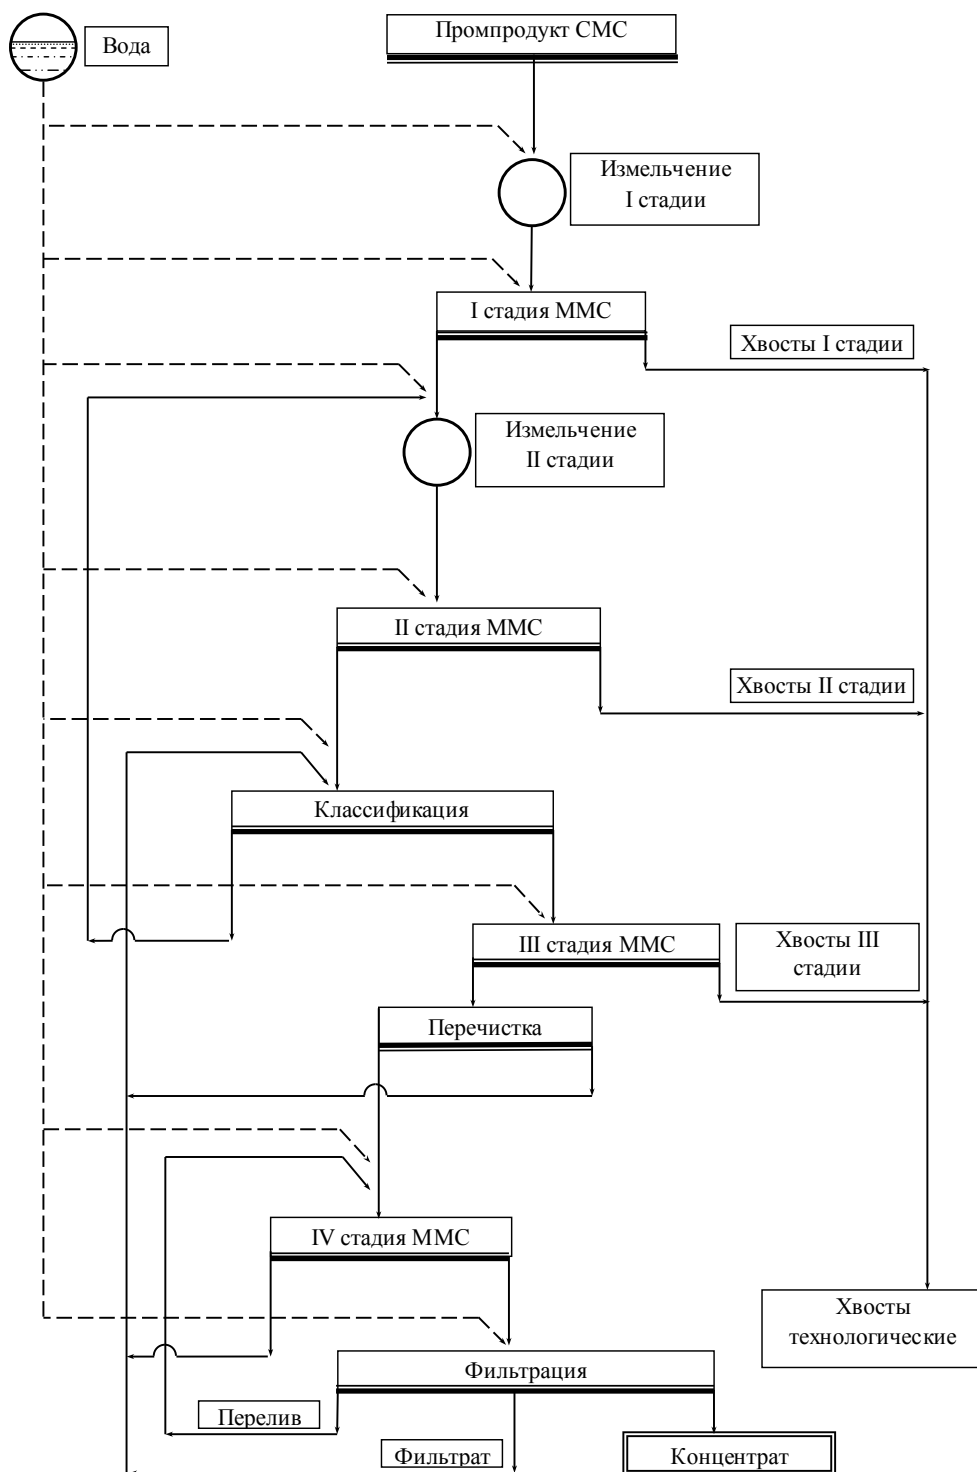 Вода
Промпродукт СМС
Измельчение
I стадии
I стадия ММС
Хвосты I стадии
Измельчение
II стадии
II стадия ММС
Хвосты II стадии
Классификация
III стадия ММС
Хвосты III
стадии
Перечистка
IV стадия ММС
Хвосты
технологические
Фильтрация
Перелив
Фильтрат
Концентрат